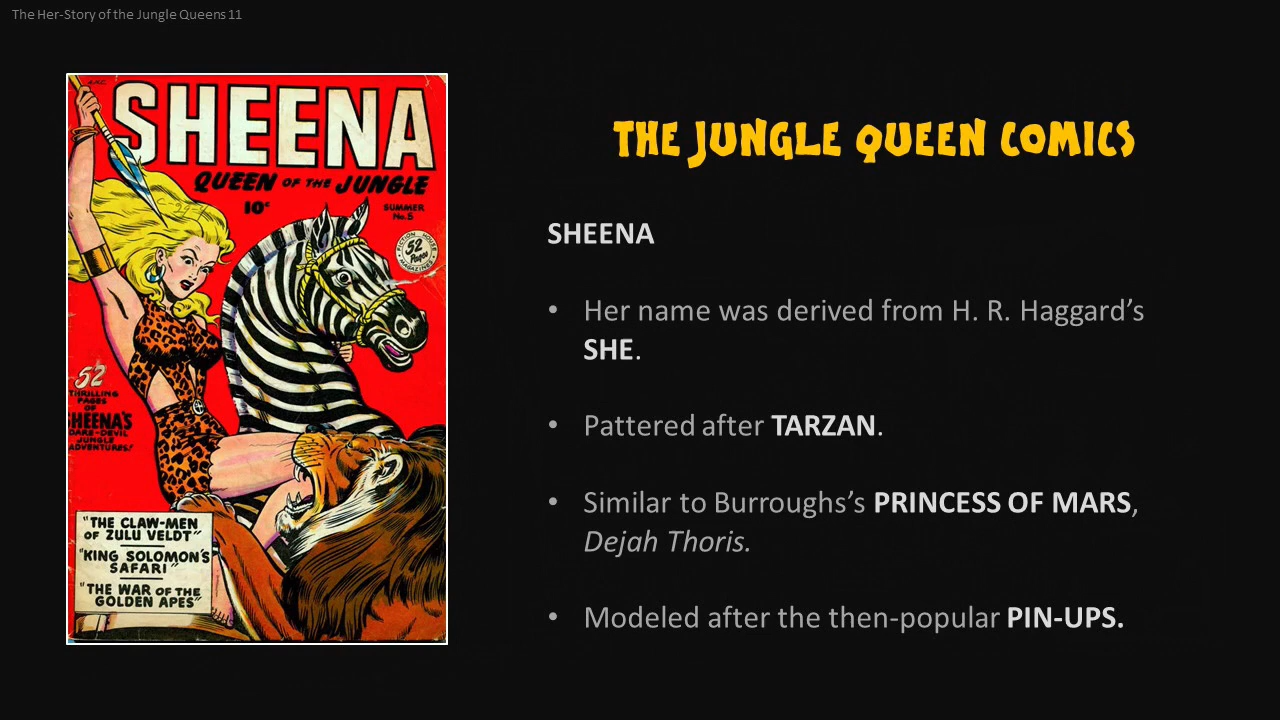 The Her-Story of the Jungle Queens 11
SHEENA
QUEEN OF THE JUNGLE
10¢
SUMMER
No.5
FICTION HOUSE
52
Pages
MAGAZINES
52
THRILLING
PAGES
OF
SHEENA'S
DARE-DEVIL
JUNGLE
ADVENTURES!
"THE CLAW-MEN
OF ZULU VELDT"
"KING SOLOMON'S
SAFARI"
"THE WAR OF THE
GOLDEN APES"
THE JUNGLE QUEEN COMICS
SHEENA
• Her name was derived from H. R. Haggard’s
SHE.
• Pattered after TARZAN.
• Similar to Burroughs’s PRINCESS OF MARS,
Dejah Thoris.
• Modeled after the then-popular PIN-UPS.